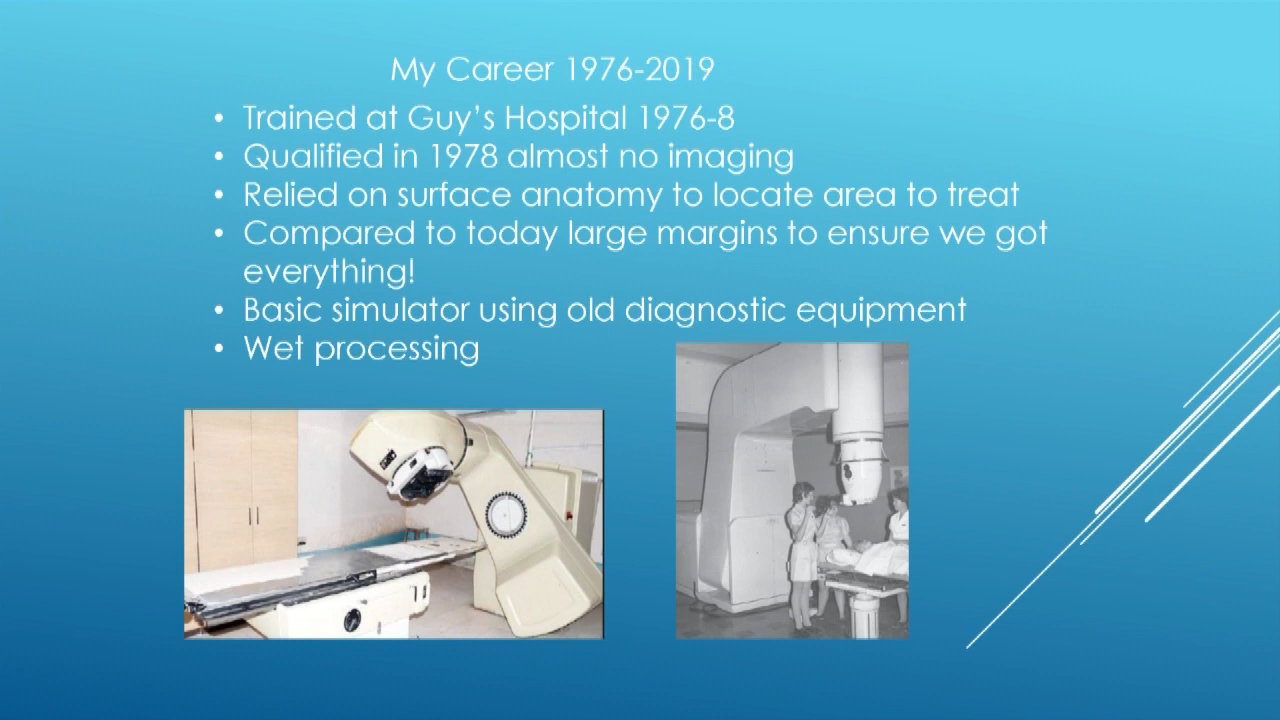 My Career 1976-2019
• Trained at Guy's Hospital 1976-8
• Qualified in 1978 almost no imaging
• Relied on surface anatomy to locate area to treat
• Compared to today large margins to ensure we got
everything!
• Basic simulator using old diagnostic equipment
• Wet processing